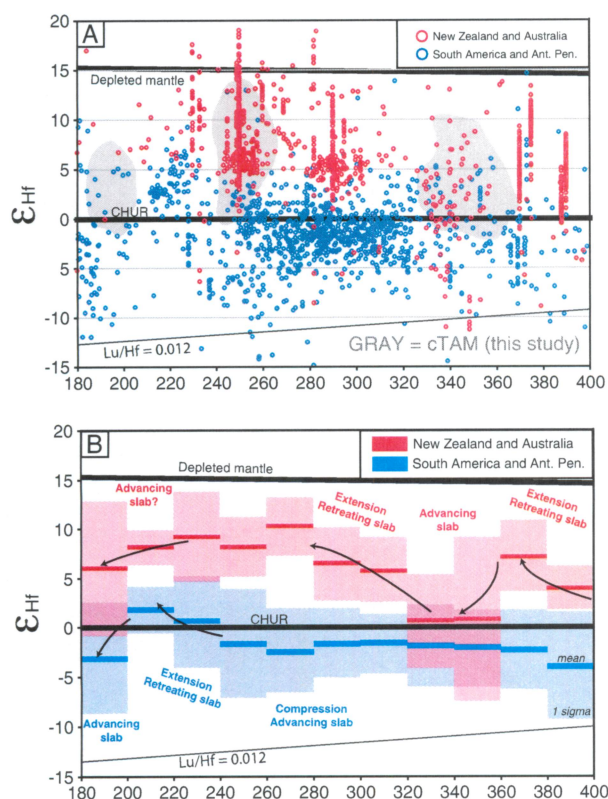 A
New Zealand and Australia
South America and Ant. Pen.
20
15
10
5
0
-5
-10
-15
εHf
Depleted mantle
CHUR
Lu/Hf = 0.012
GRAY = cTAM (this study)
180 200 220 240 260 280 300 320 340 360 380 400
B
New Zealand and Australia
South America and Ant. Pen.
20
15
10
5
0
-5
-10
-15
εHf
Depleted mantle
Advancing
slab?
Extension
Retreating slab
Advancing
slab
Extension
Retreating slab
CHUR
mean
Extension
Retreating slab
Compression
Advancing slab
1 sigma
Advancing
slab
Lu/Hf = 0.012
180 200 220 240 260 280 300 320 340 360 380 400